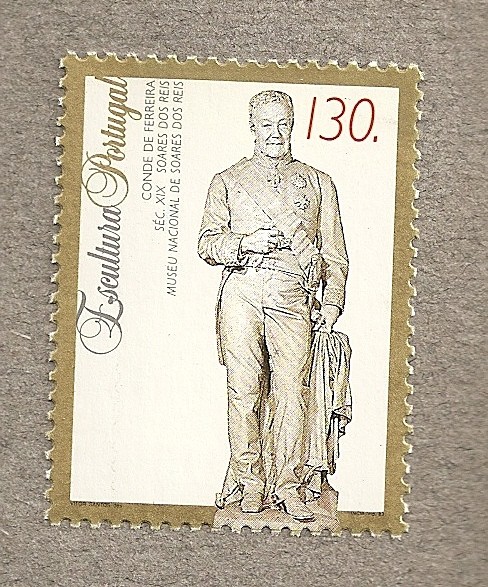 Escultura Portugal
CONDE DE FERREIRA
SÉC. XIX SOARES DOS REIS
MUSEU NACIONAL DE SOARES DOS REIS
130.